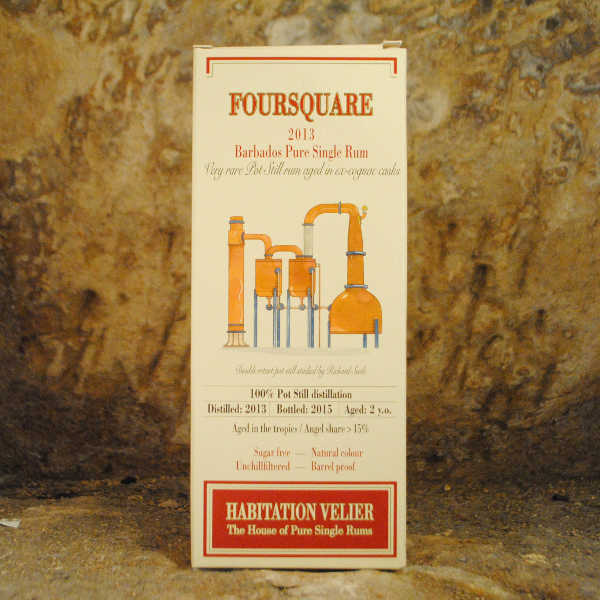 FOURSQUARE
2013
Barbados Pure Single Rum
Very rare Pot Still rum aged in ex-cognac casks
Double retort pot still studied by Richard Seale
100% Pot Still distillation
Distilled: 2013 Bottled: 2015 Aged: 2 y.o.
Aged in the tropics / Angel share > 15%
Sugar free — Natural colour
Unchillfiltered — Barrel proof
HABITATION VELIER
The House of Pure Single Rums